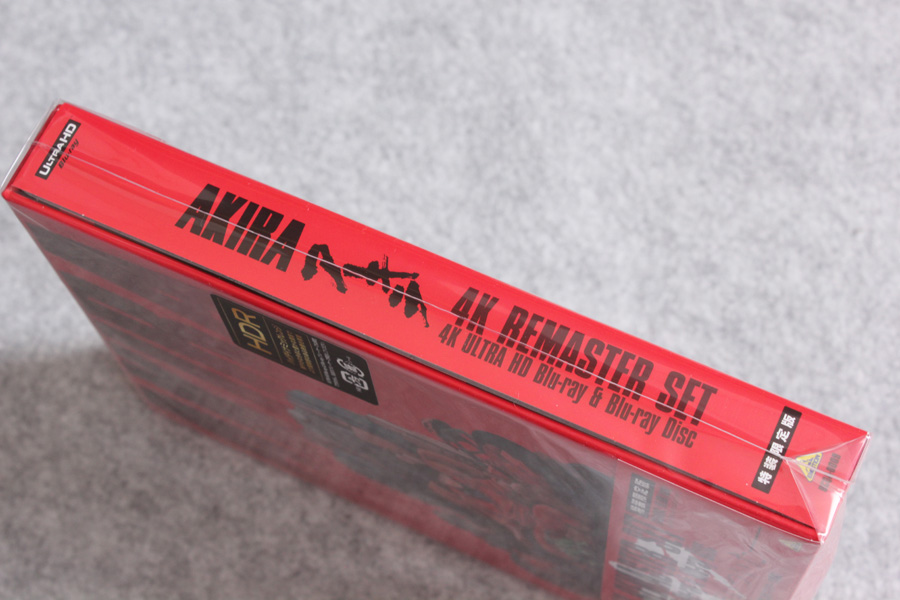 ULTRA HD
Blu-ray
AKIRA アキラ
4K REMASTER SET
4K ULTRA HD Blu-ray & Blu-ray Disc
特装限定版
HDR